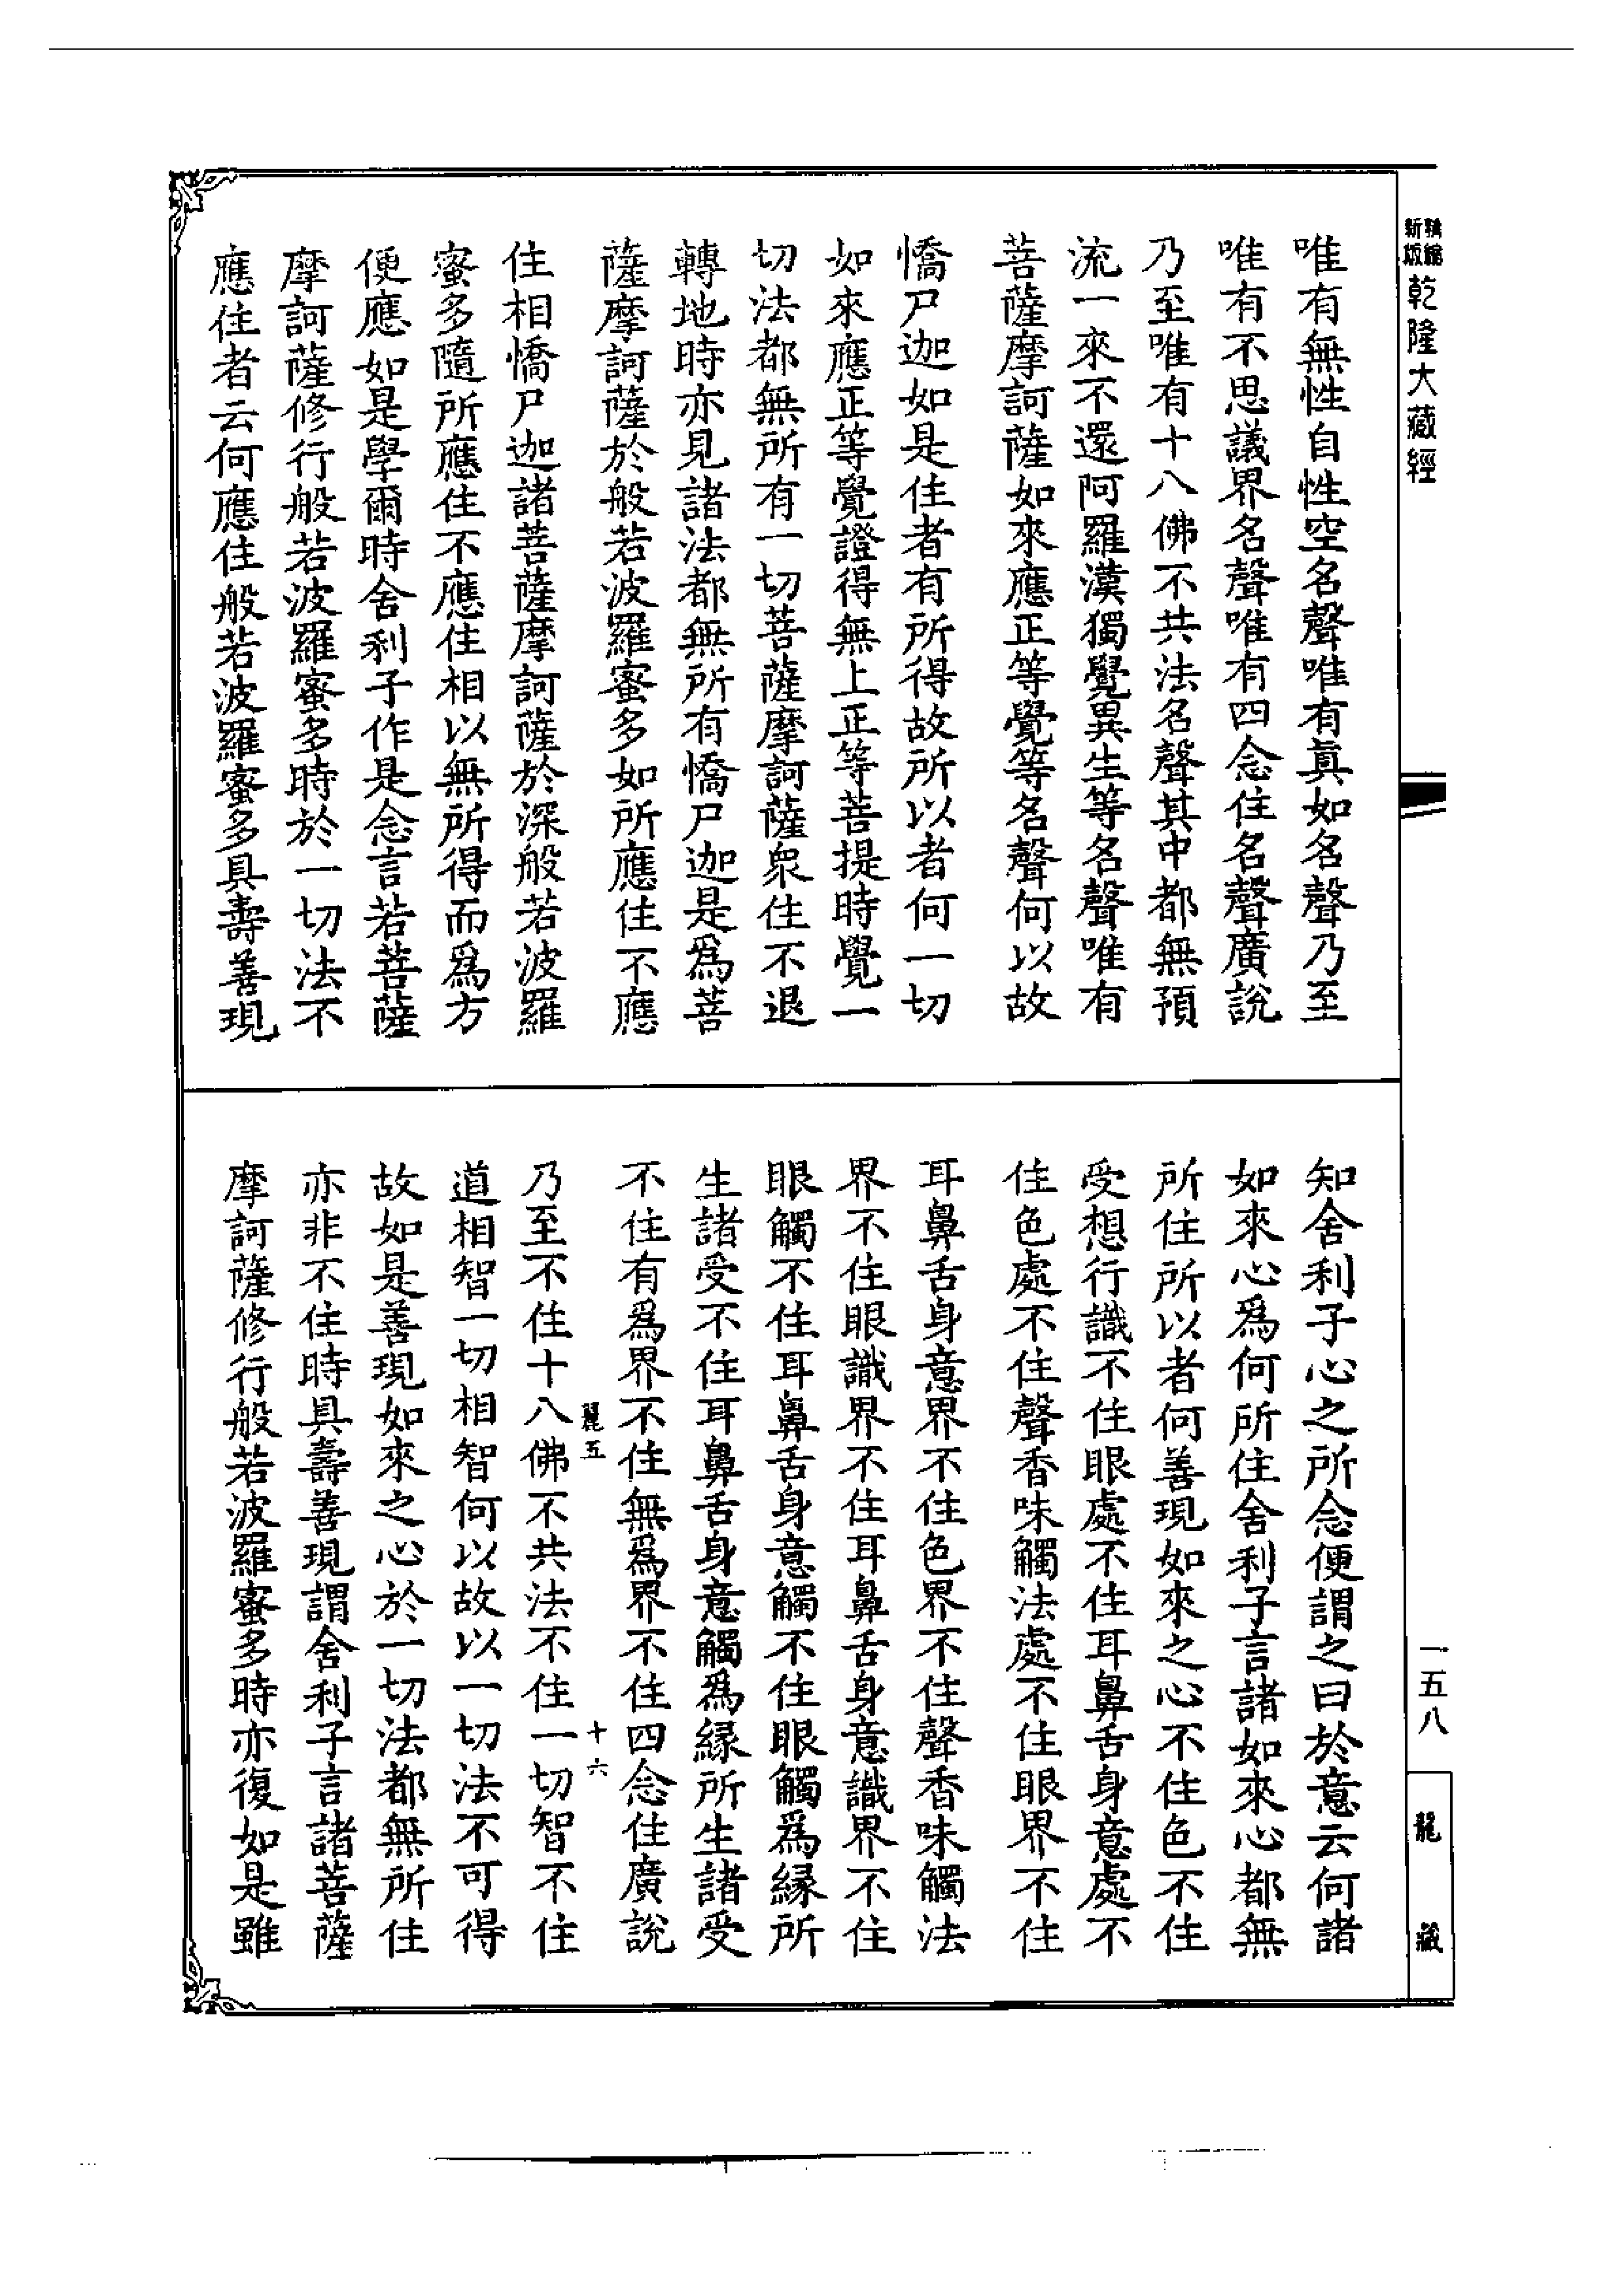 新編縮版
乾隆大藏經
唯有無性自性空名聲唯有眞如名聲乃至
唯有不思議界名聲唯有四念住名聲廣說
乃至唯有十八佛不共法名聲其中都無預
流一來不還阿羅漢獨覺異生等名聲唯有
菩薩摩訶薩如來應正等覺等名聲何以故
憍尸迦如是住者有所得故所以者何一切
如來應正等覺證得無上正等菩提時覺一
切法都無所有一切菩薩摩訶薩衆住不退
轉地時亦見諸法都無所有憍尸迦是爲菩
薩摩訶薩於般若波羅蜜多如所應住不應
住相憍尸迦諸菩薩摩訶薩於深般若波羅
蜜多隨所應住不應住相以無所得而爲方
便應如是學爾時舍利子作是念言若菩薩
摩訶薩修行般若波羅蜜多時於一切法不
應住者云何應住般若波羅蜜多具壽善現
知舍利子心之所念便謂之曰於意云何諸
如來心爲何所住舍利子言諸如來心都無
所住所以者何善現如來之心不住色不住
受想行識不住眼處不住耳鼻舌身意處不
住色處不住聲香味觸法處不住眼界不住
耳鼻舌身意界不住色界不住聲香味觸法
界不住眼識界不住耳鼻舌身意識界不住
眼觸不住耳鼻舌身意觸不住眼觸爲緣所
生諸受不住耳鼻舌身意觸爲緣所生諸受
不住有爲界不住無爲界不住四念住廣說
麗五
十六
乃至不住十八佛不共法不住一切智不住
道相智一切相智何以故以一切法不可得
故如是善現如來之心於一切法都無所住
亦非不住時具壽善現謂舍利子言諸菩薩
摩訶薩修行般若波羅蜜多時亦復如是雖
一五八
龍藏